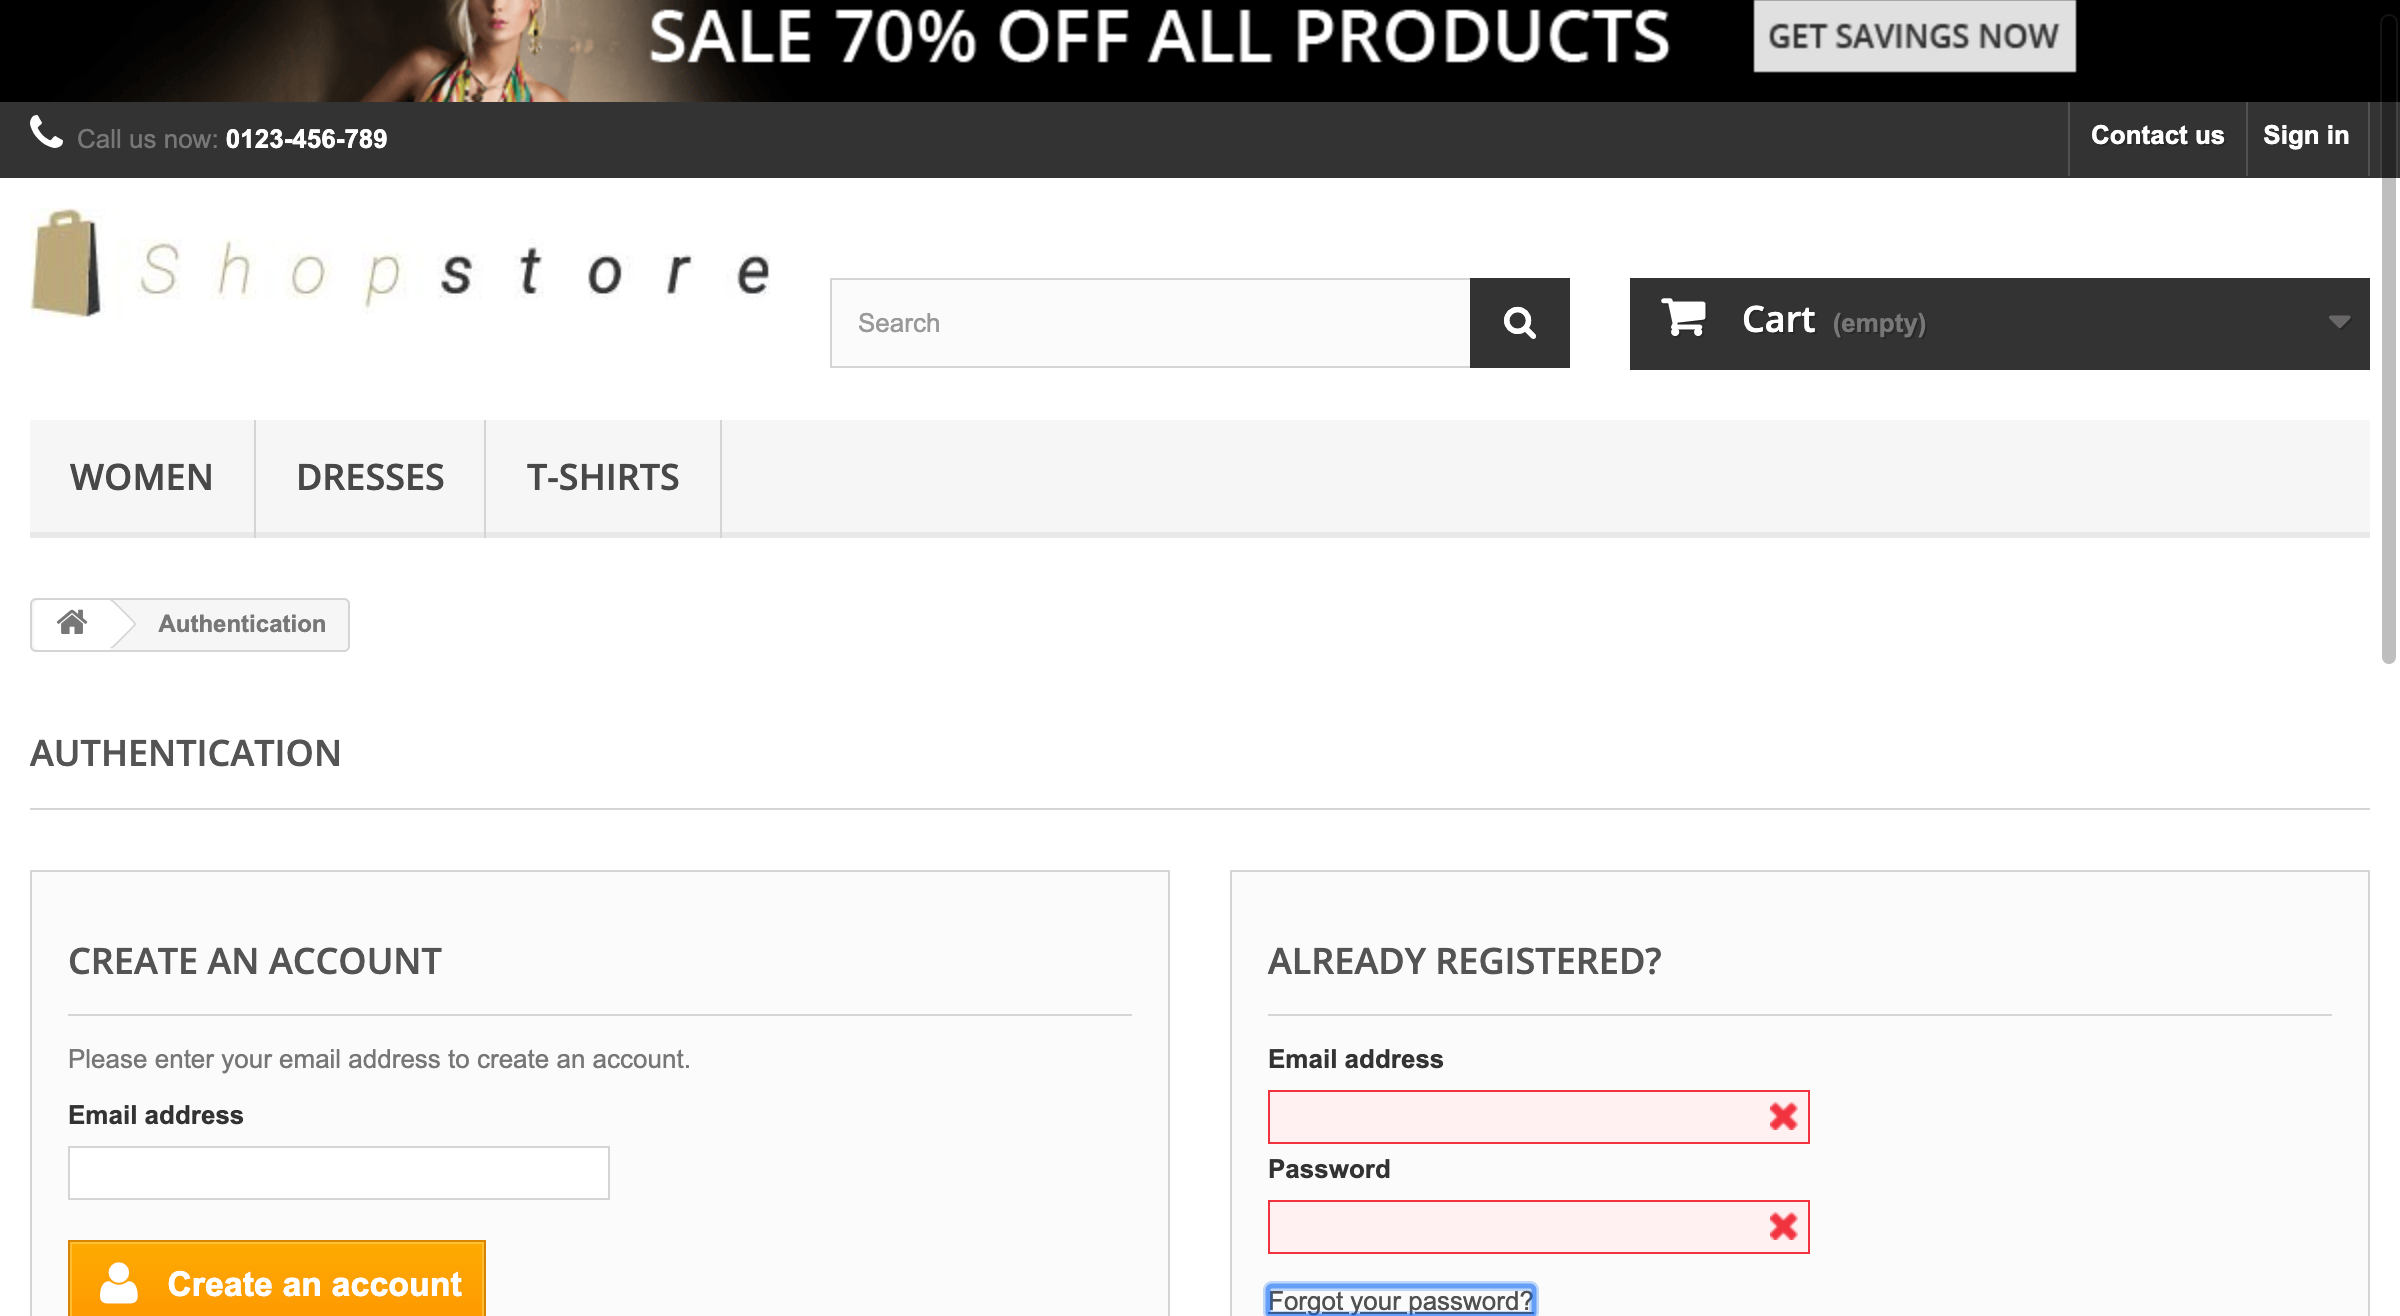 SALE 70% OFF ALL PRODUCTS
GET SAVINGS NOW
Call us now: 0123-456-789
Contact us
Sign in
Shopstore
Search
Cart (empty)
WOMEN
DRESSES
T-SHIRTS
Authentication
AUTHENTICATION
CREATE AN ACCOUNT
Please enter your email address to create an account.
Email address
Create an account
ALREADY REGISTERED?
Email address
Password
Forgot your password?